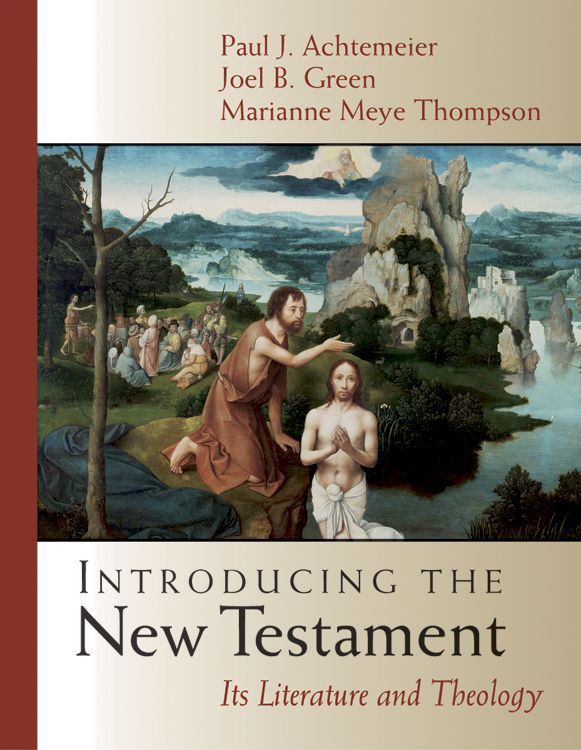 Paul J. Achtemeier
Joel B. Green
Marianne Meye Thompson
INTRODUCING THE
New Testament
Its Literature and Theology